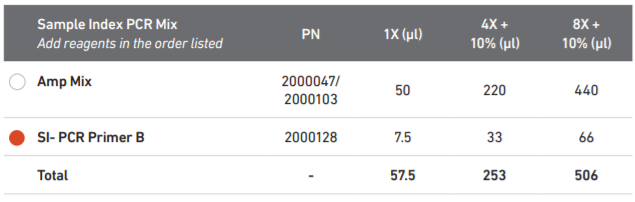 Sample Index PCR Mix
Add reagents in the order listed
PN
1X (µl)
4X +
10% (µl)
8X +
10% (µl)
Amp Mix
2000047/
2000103
50
220
440
SI- PCR Primer B
2000128
7.5
33
66
Total
-
57.5
253
506